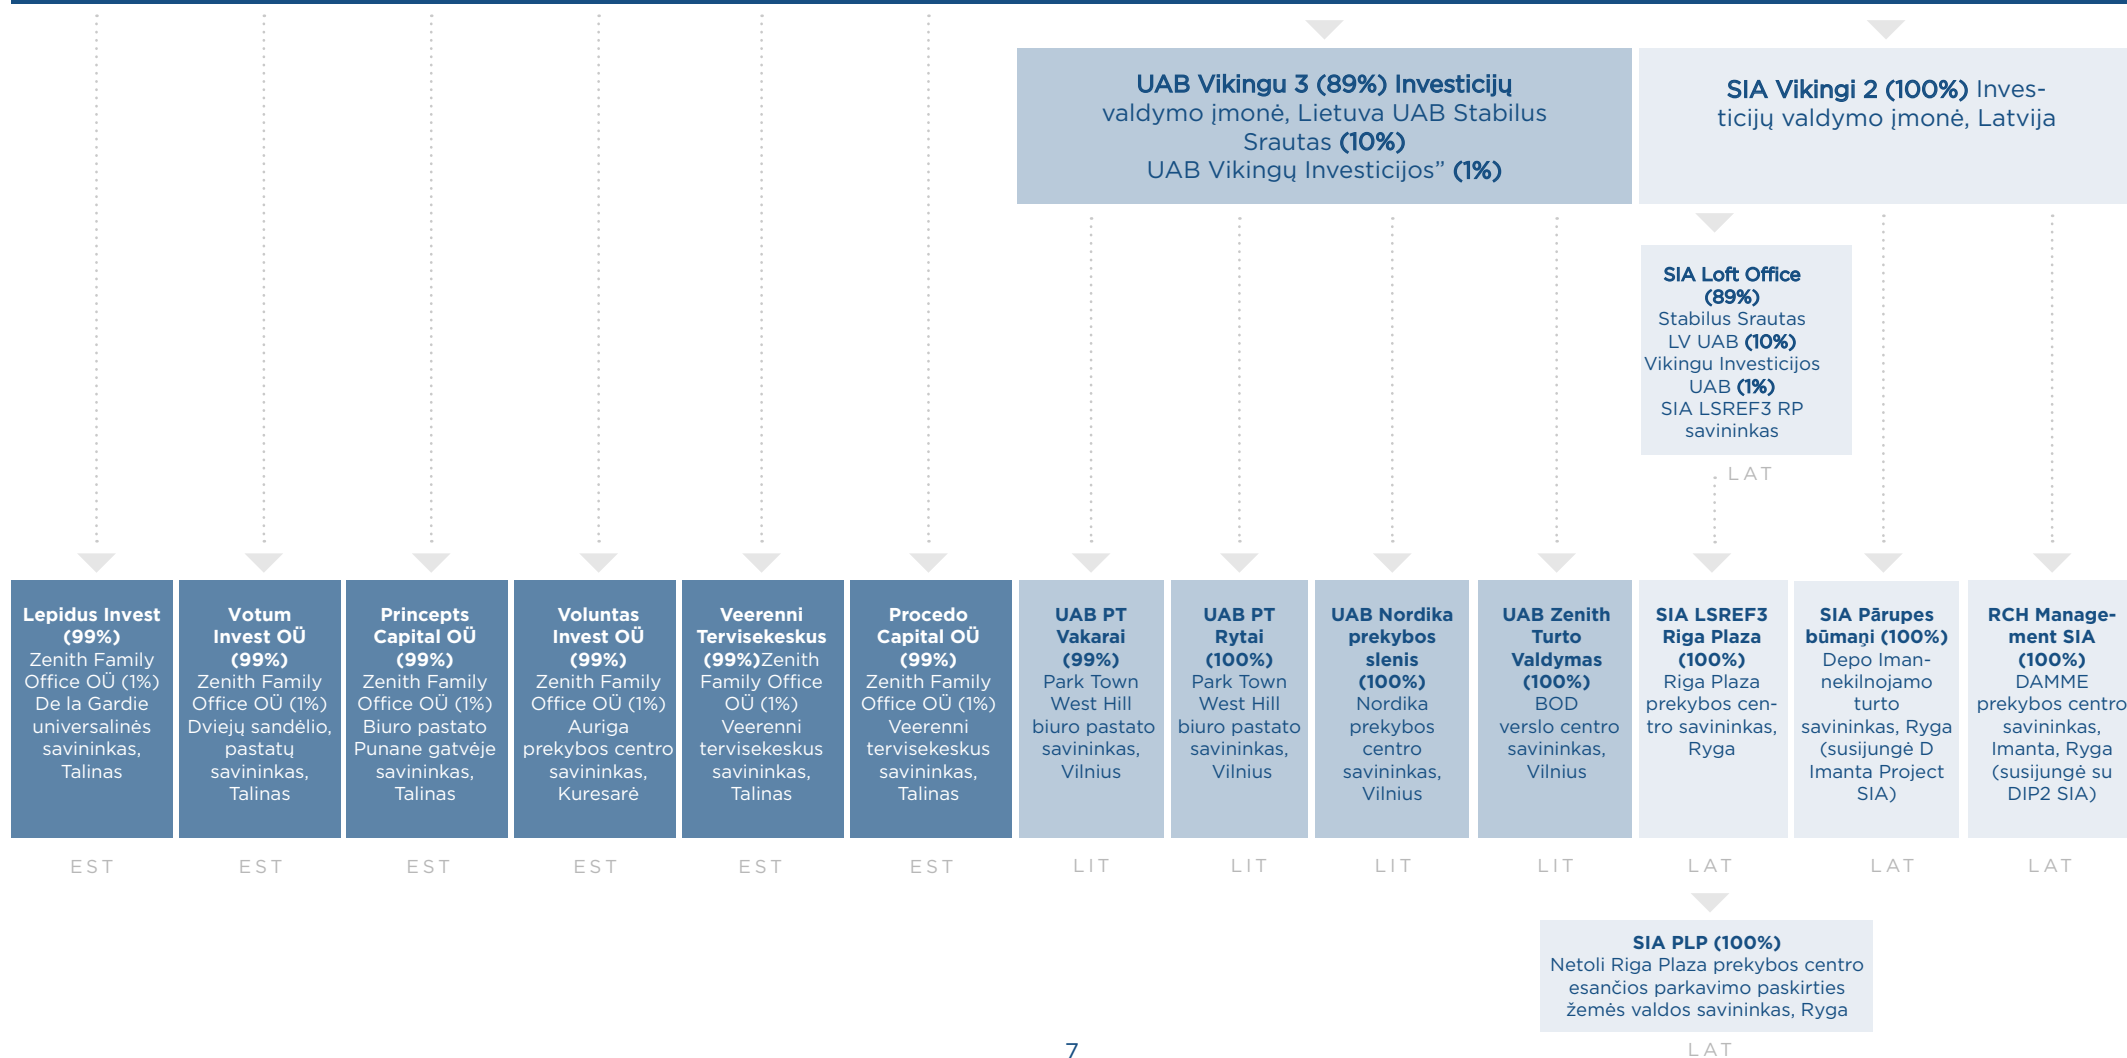 UAB Vikingu 3 (89%) Investicijų
valdymo įmonė, Lietuva UAB Stabilus
Srautas (10%)
UAB Vikingų Investicijos” (1%)
SIA Vikingi 2 (100%) Inves-
ticijų valdymo įmonė, Latvija
SIA Loft Office
(89%)
Stabilus Srautas
LV UAB (10%)
Vikingu Investicijos
UAB (1%)
SIA LSREF3 RP
savininkas
LAT
Lepidus Invest
(99%)
Zenith Family
Office OÜ (1%)
De la Gardie
universalinės
savininkas,
Talinas
EST
Votum
Invest OÜ
(99%)
Zenith Family
Office OÜ (1%)
Dviejų sandėlio,
pastatų
savininkas,
Talinas
EST
Princepts
Capital OÜ
(99%)
Zenith Family
Office OÜ (1%)
Biuro pastato
Punane gatvėje
savininkas,
Talinas
EST
Voluntas
Invest OÜ
(99%)
Zenith Family
Office OÜ (1%)
Auriga
prekybos centro
savininkas,
Kuresarė
EST
Veerenni
Tervisekeskus
(99%)Zenith
Family Office
OÜ (1%)
Veerenni
tervisekeskus
savininkas,
Talinas
EST
Procedo
Capital OÜ
(99%)
Zenith Family
Office OÜ (1%)
Veerenni
tervisekeskus
savininkas,
Talinas
EST
UAB PT
Vakarai
(99%)
Park Town
West Hill
biuro pastato
savininkas,
Vilnius
LIT
UAB PT
Rytai
(100%)
Park Town
West Hill
biuro pastato
savininkas,
Vilnius
LIT
UAB Nordika
prekybos
slenis
(100%)
Nordika
prekybos
centro
savininkas,
Vilnius
LIT
UAB Zenith
Turto
Valdymas
(100%)
BOD
verslo centro
savininkas,
Vilnius
LIT
SIA LSREF3
Riga Plaza
(100%)
Riga Plaza
prekybos cen-
tro savininkas,
Ryga
LAT
SIA Pārupes
būmaņi (100%)
Depo Iman-
nekilnojamo
turto
savininkas, Ryga
(susijungė D
Imanta Project
SIA)
LAT
RCH Manage-
ment SIA
(100%)
DAMME
prekybos centro
savininkas,
Imanta, Ryga
(susijungė su
DIP2 SIA)
LAT
SIA PLP (100%)
Netoli Riga Plaza prekybos centro
esančios parkavimo paskirties
žemės valdos savininkas, Ryga
LAT
7